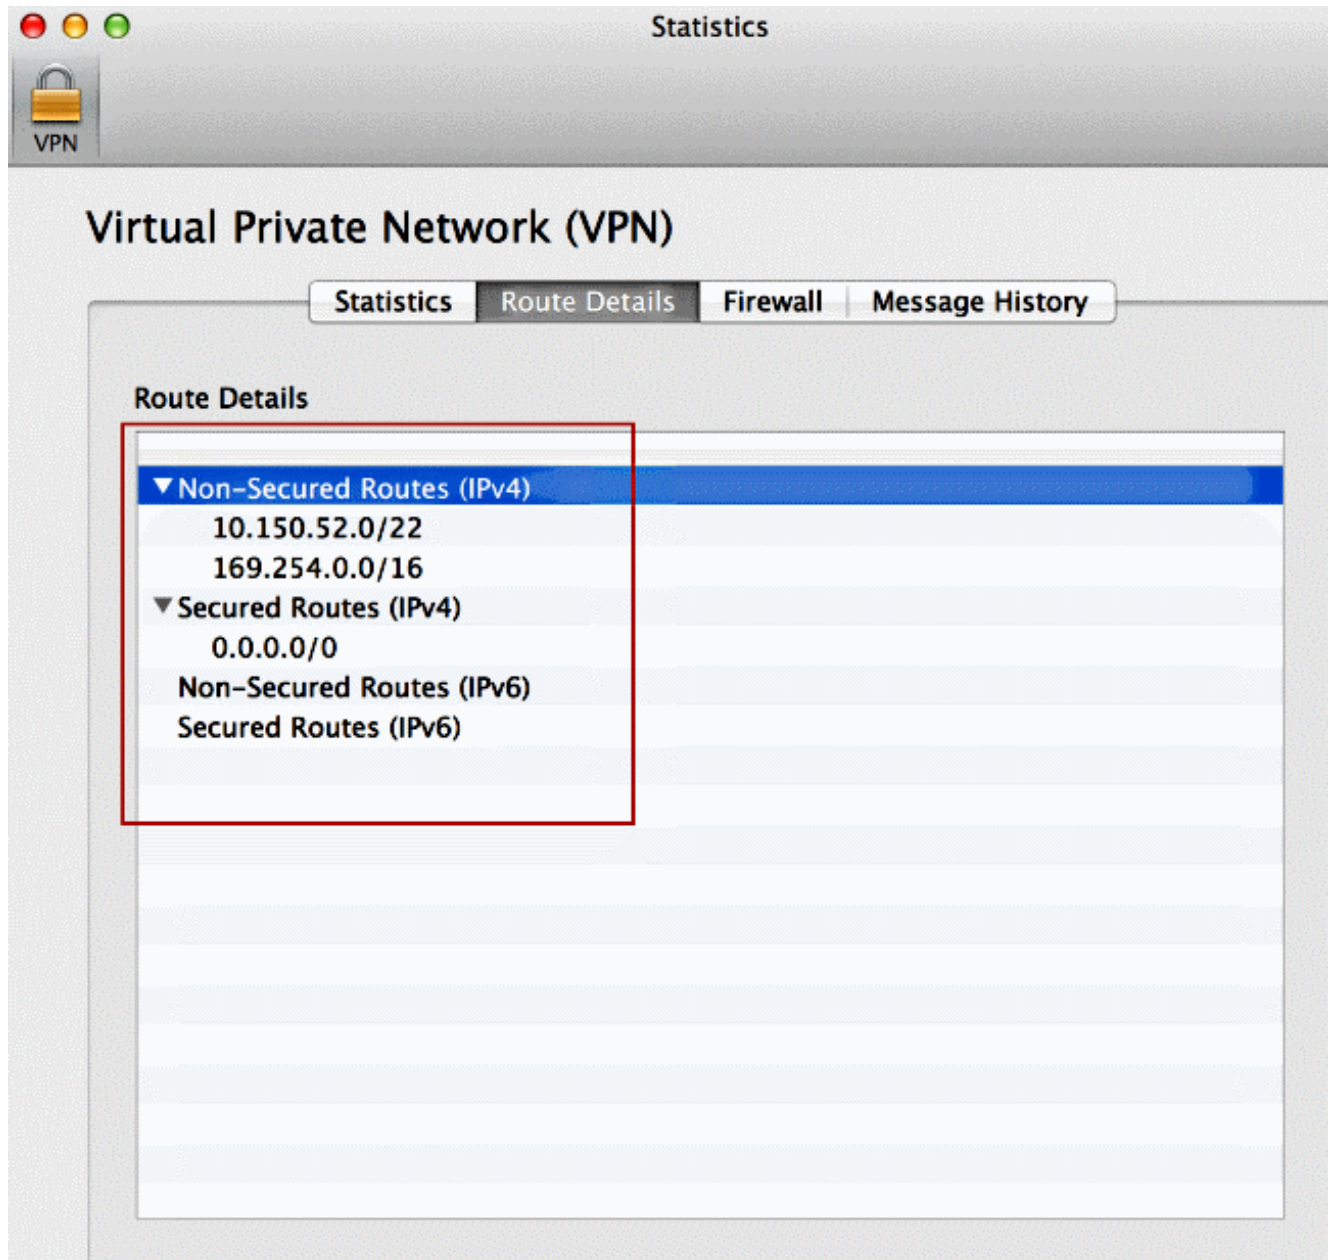 Statistics
VPN
Virtual Private Network (VPN)
Statistics Route Details Firewall Message History
Route Details
Non-Secured Routes (IPv4)
10.150.52.0/22
169.254.0.0/16
Secured Routes (IPv4)
0.0.0.0/0
Non-Secured Routes (IPv6)
Secured Routes (IPv6)